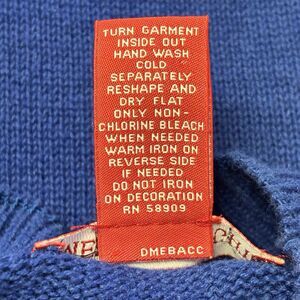 TURN GARMENT
INSIDE OUT
HAND WASH
COLD
SEPARATELY
RESHAPE AND
DRY FLAT
ONLY NON-
CHLORINE BLEACH
WHEN NEEDED
WARM IRON ON
REVERSE SIDE
IF NEEDED
DO NOT IRON
ON DECORATION
RN 58909
DMEBACC